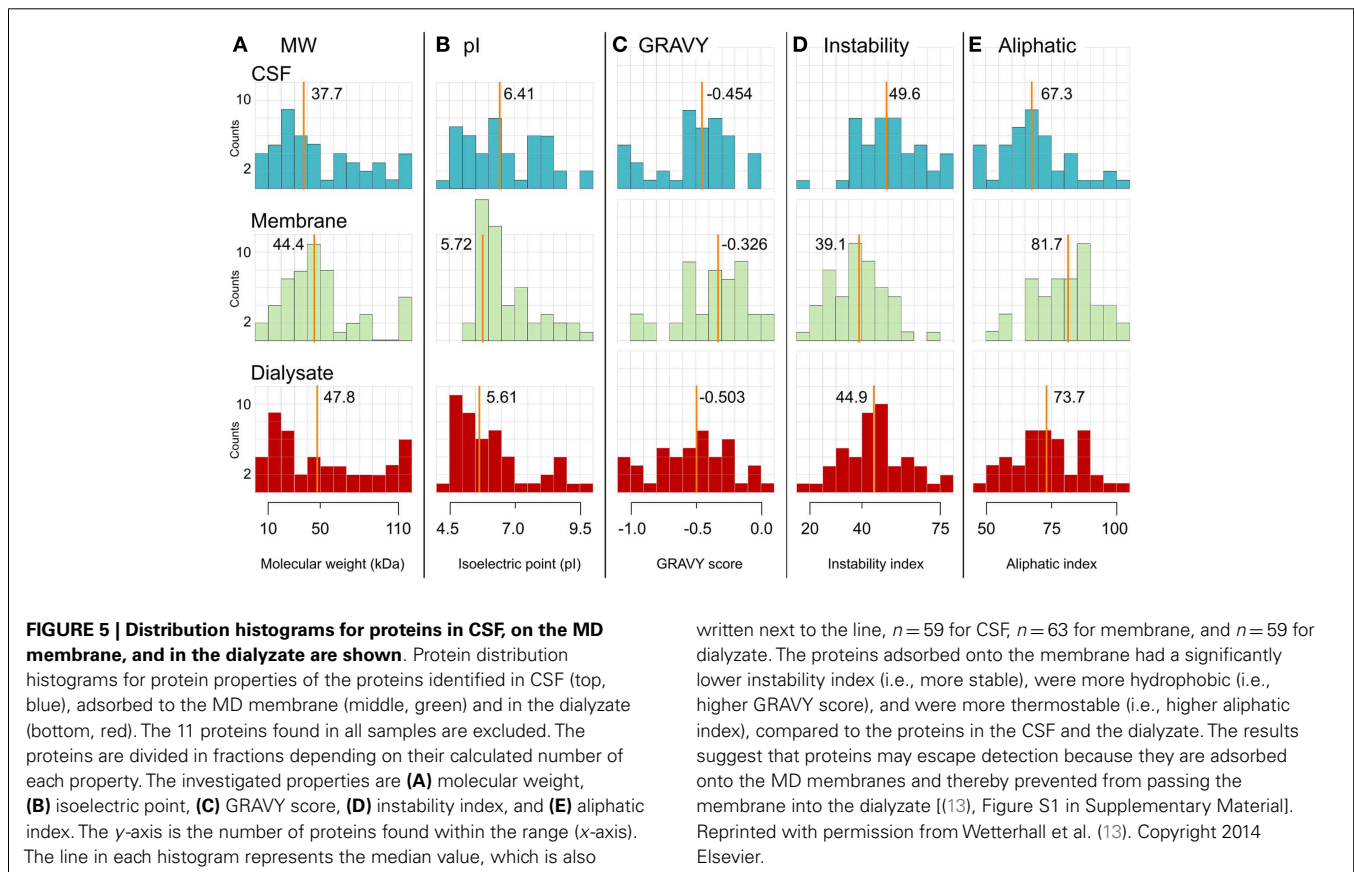 A MW
B pI
C GRAVY
D Instability
E Aliphatic
CSF
10
Counts
2
37.7
6.41
-0.454
49.6
67.3
Membrane
10
Counts
2
44.4
5.72
-0.326
39.1
81.7
Dialysate
10
Counts
2
47.8
5.61
-0.503
44.9
73.7
10 50 110
4.5 7.0 9.5
-1.0 -0.5 0.0
20 40 75
50 75 100
Molecular weight (kDa)
Isoelectric point (pI)
GRAVY score
Instability index
Aliphatic index
FIGURE 5 | Distribution histograms for proteins in CSF, on the MD
membrane, and in the dialyzate are shown. Protein distribution
histograms for protein properties of the proteins identified in CSF (top,
blue), adsorbed to the MD membrane (middle, green) and in the dialyzate
(bottom, red). The 11 proteins found in all samples are excluded. The
proteins are divided in fractions depending on their calculated number of
each property. The investigated properties are (A) molecular weight,
(B) isoelectric point, (C) GRAVY score, (D) instability index, and (E) aliphatic
index. The y-axis is the number of proteins found within the range (x-axis).
The line in each histogram represents the median value, which is also
written next to the line, n = 59 for CSF, n = 63 for membrane, and n = 59 for
dialyzate. The proteins adsorbed onto the membrane had a significantly
lower instability index (i.e., more stable), were more hydrophobic (i.e.,
higher GRAVY score), and were more thermostable (i.e., higher aliphatic
index), compared to the proteins in the CSF and the dialyzate. The results
suggest that proteins may escape detection because they are adsorbed
onto the MD membranes and thereby prevented from passing the
membrane into the dialyzate [(13), Figure S1 in Supplementary Material].
Reprinted with permission from Wetterhall et al. (13). Copyright 2014
Elsevier.